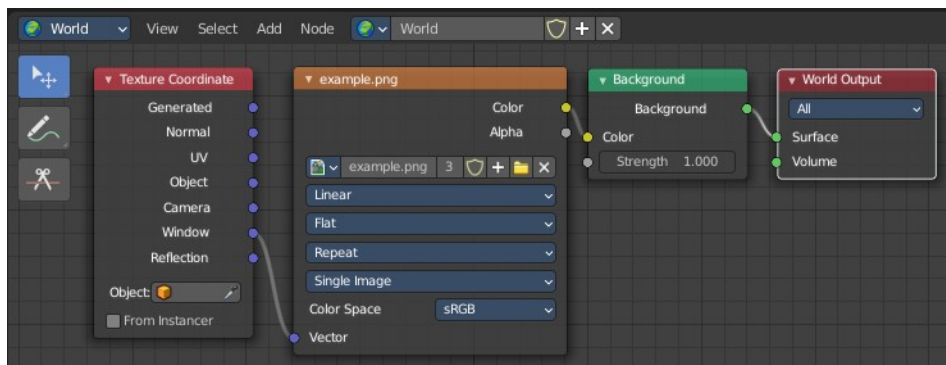 World View Select Add Node World
Texture Coordinate
Generated
Normal
UV
Object
Camera
Window
Reflection
Object:
From Instancer
example.png
Color
Alpha
example.png 3
Linear
Flat
Repeat
Single Image
Color Space sRGB
Vector
Background
Background
Color
Strength 1.000
World Output
All
Surface
Volume